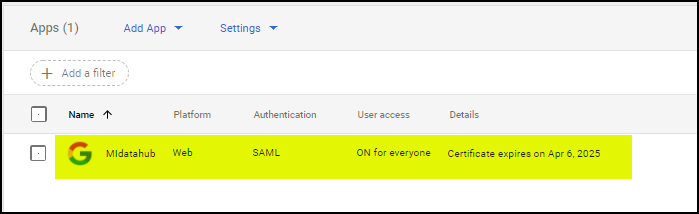 Apps (1) Add App Settings
+ Add a filter
Name ↑ Platform Authentication User access Details
MIdatahub Web SAML ON for everyone Certificate expires on Apr 6, 2025